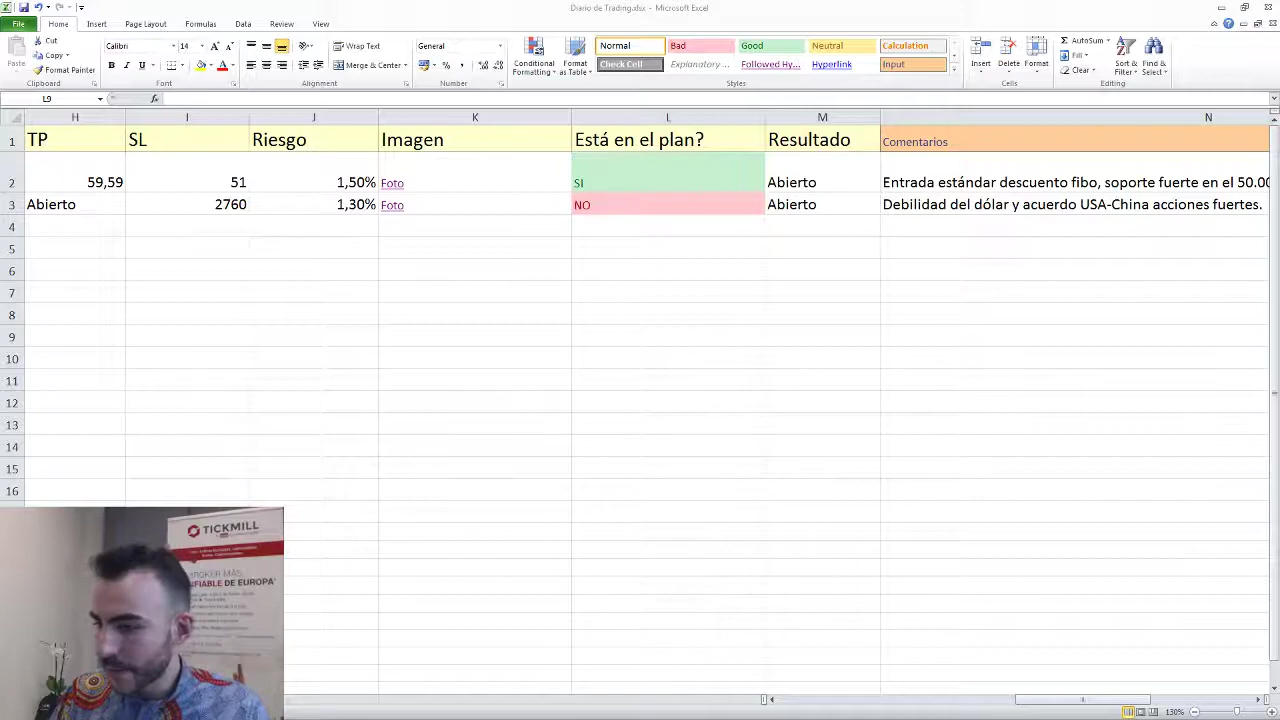 Diario de Trading.xlsx - Microsoft Excel
File Home Insert Page Layout Formulas Data Review View
Cut
Copy
Format Painter
Paste
Clipboard
Calibri 14
B I U
Font
Wrap Text
Merge & Center
Alignment
General
Number
Conditional Formatting
Format as Table
Normal Bad Good Neutral Calculation
Check Cell Explanatory ... Followed Hy... Hyperlink Input
Styles
Insert Delete Format
Cells
AutoSum
Fill
Clear
Sort & Filter
Find & Select
Editing
L9 fx
H I J K L M N
1 TP SL Riesgo Imagen Está en el plan? Resultado Comentarios
2 59,59 51 1,50% Foto SI Abierto Entrada estándar descuento fibo, soporte fuerte en el 50.00
3 Abierto 2760 1,30% Foto NO Abierto Debilidad del dólar y acuerdo USA-China acciones fuertes.
4
5
6
7
8
9
10
11
12
13
14
15
16
TICKMILL
BROKER MÁS
FIABLE DE EUROPA
130%